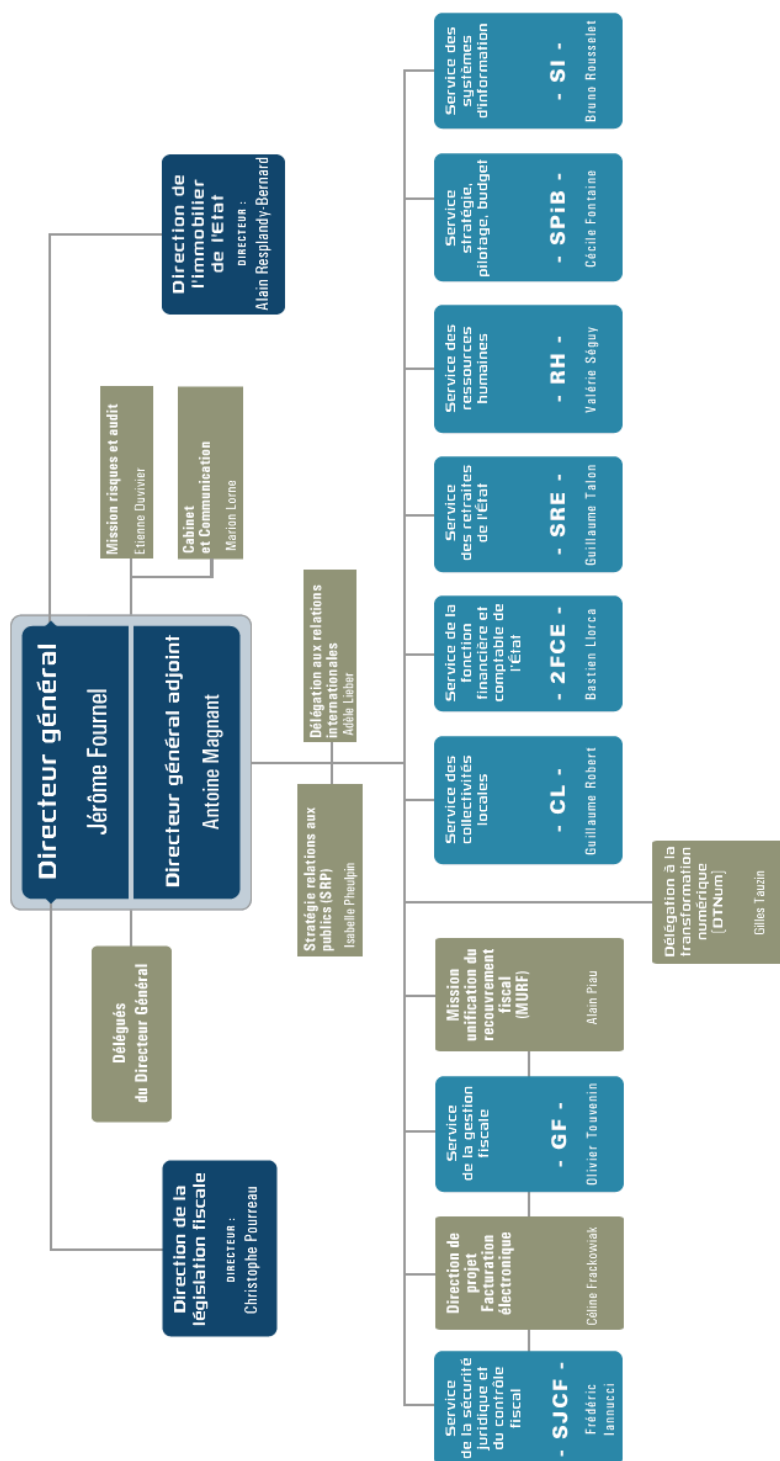 Directeur général
Jérôme Fournel
Directeur général adjoint
Antoine Magnant
Délégués
du Directeur Général
Mission risques et audit
Etienne Duvivier
Cabinet
et Communication
Marion Lorne
Direction de la
législation fiscale
DIRECTEUR :
Christophe Pourreau
Direction de
l'immobilier
de l'Etat
DIRECTEUR :
Alain Resplandy-Bernard
Stratégie relations aux
publics (SRP)
Isabelle Pheulpin
Délégation aux relations
internationales
Adèle Lieber
Service
de la sécurité
juridique et
du contrôle
fiscal
- SJCF -
Frédéric
Iannucci
Direction de
projet
Facturation
électronique
Céline Frackowiak
Service
de la gestion
fiscale
- GF -
Olivier Touvenin
Mission
unification du
recouvrement
fiscal
(MURF)
Alain Piau
Service des
collectivités
locales
- CL -
Guillaume Robert
Service de la
fonction
financière et
comptable de
l'État
- 2FCE -
Bastien Llorca
Service
des retraites
de l'État
- SRE -
Guillaume Talon
Service des
ressources
humaines
- RH -
Valérie Séguy
Service
stratégie,
pilotage, budget
- SPiB -
Cécile Fontaine
Service des
systèmes
d'information
- SI -
Bruno Rousselet
Délégation à la
transformation
numérique
(DTNum)
Gilles Tauzin